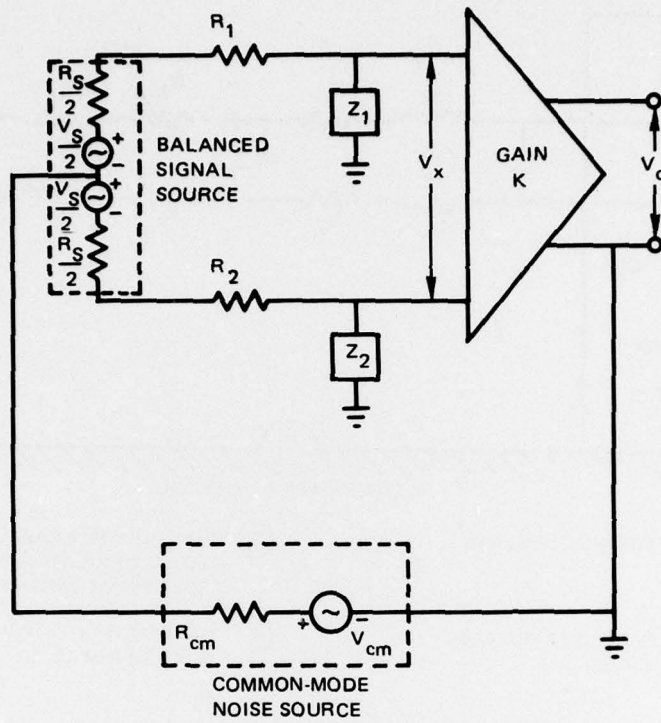 R1
RS
2
VS
2
+
-
VS
2
+
-
RS
2
BALANCED
SIGNAL
SOURCE
Z1
Vx
GAIN
K
R2
Z2
Rcm
+
-
Vcm
COMMON-MODE
NOISE SOURCE